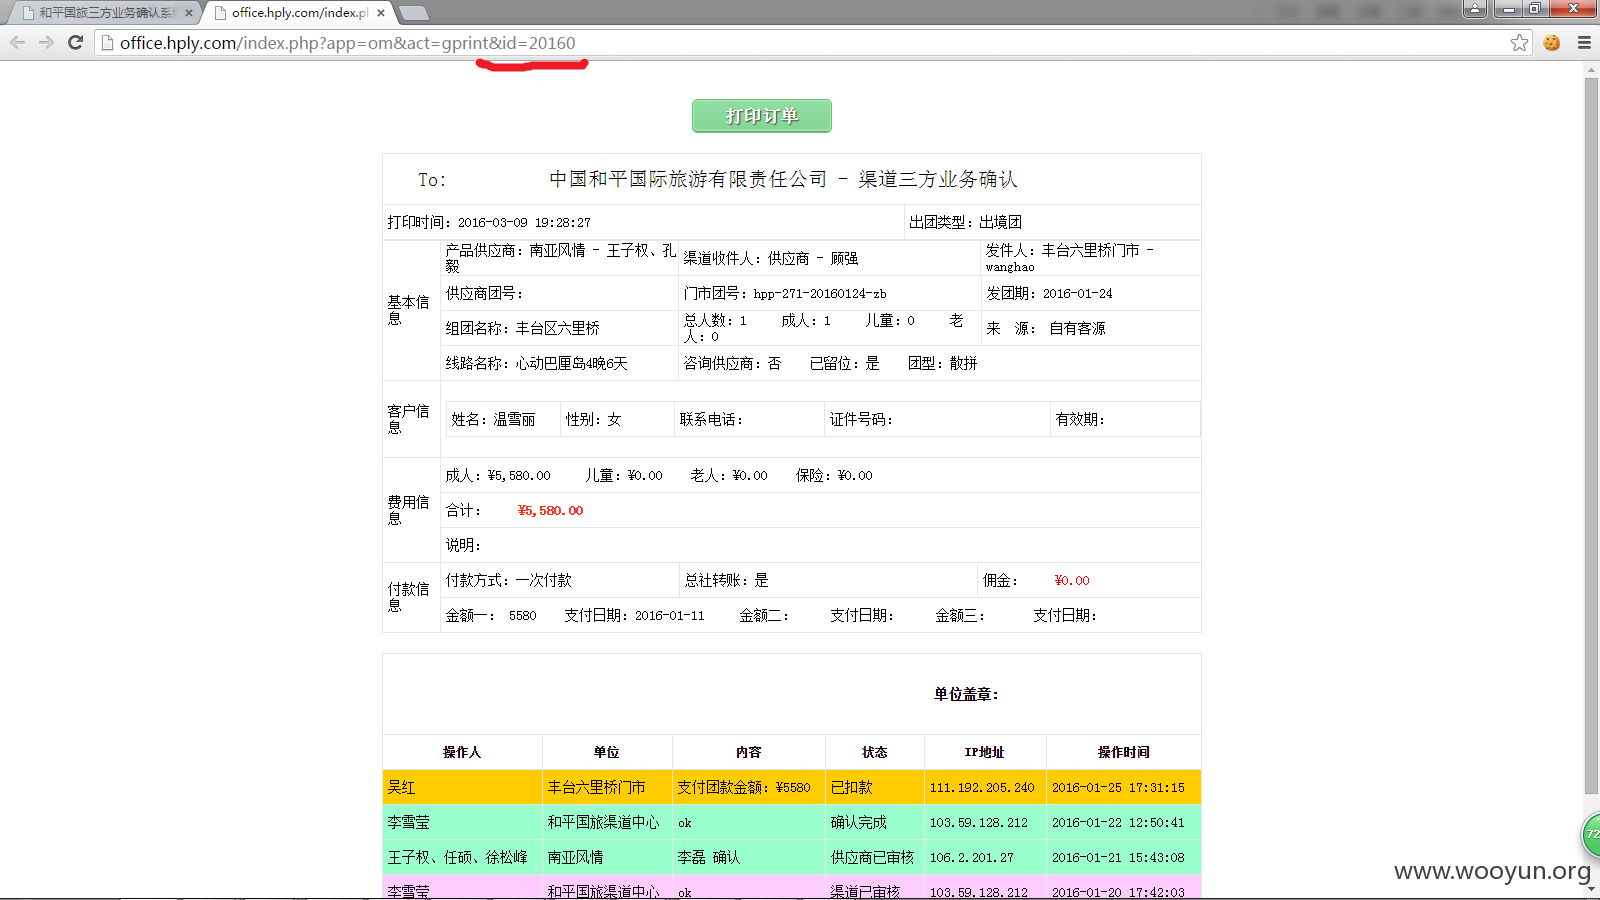 和平国旅三方业务确认系统
office.hply.com/index.p
office.hply.com/index.php?app=om&act=gprint&id=20160
打印订单
To: 中国和平国际旅游有限责任公司 - 渠道三方业务确认
打印时间：2016-03-09 19:28:27 出团类型：出境团
基本信息
产品供应商：南亚风情 - 王子权、孔毅 渠道收件人：供应商 - 顾强 发件人：丰台六里桥门市 - wanghao
供应商团号： 门市团号：hpp-271-20160124-zb 发团期：2016-01-24
组团名称：丰台区六里桥 总人数：1 成人：1 儿童：0 老人：0 来 源： 自有客源
线路名称：心动巴厘岛4晚6天 咨询供应商：否 已留位：是 团型：散拼
客户信息
姓名：温雪丽 性别：女 联系电话： 证件号码： 有效期：
费用信息
成人：¥5,580.00 儿童：¥0.00 老人：¥0.00 保险：¥0.00
合计： ¥5,580.00
说明：
付款信息
付款方式：一次付款 总社转账：是 佣金： ¥0.00
金额一： 5580 支付日期：2016-01-11 金额二： 支付日期： 金额三： 支付日期：
单位盖章：
操作人 单位 内容 状态 IP地址 操作时间
吴红 丰台六里桥门市 支付团款金额：¥5580 已扣款 111.192.205.240 2016-01-25 17:31:15
李雪莹 和平国旅渠道中心 ok 确认完成 103.59.128.212 2016-01-22 12:50:41
王子权、任硕、徐松峰 南亚风情 李磊 确认 供应商已审核 106.2.201.27 2016-01-21 15:43:08
李雪莹 和平国旅渠道中心 ok 渠道已审核 103.59.128.212 2016-01-20 17:42:03
72
www.wooyun.org